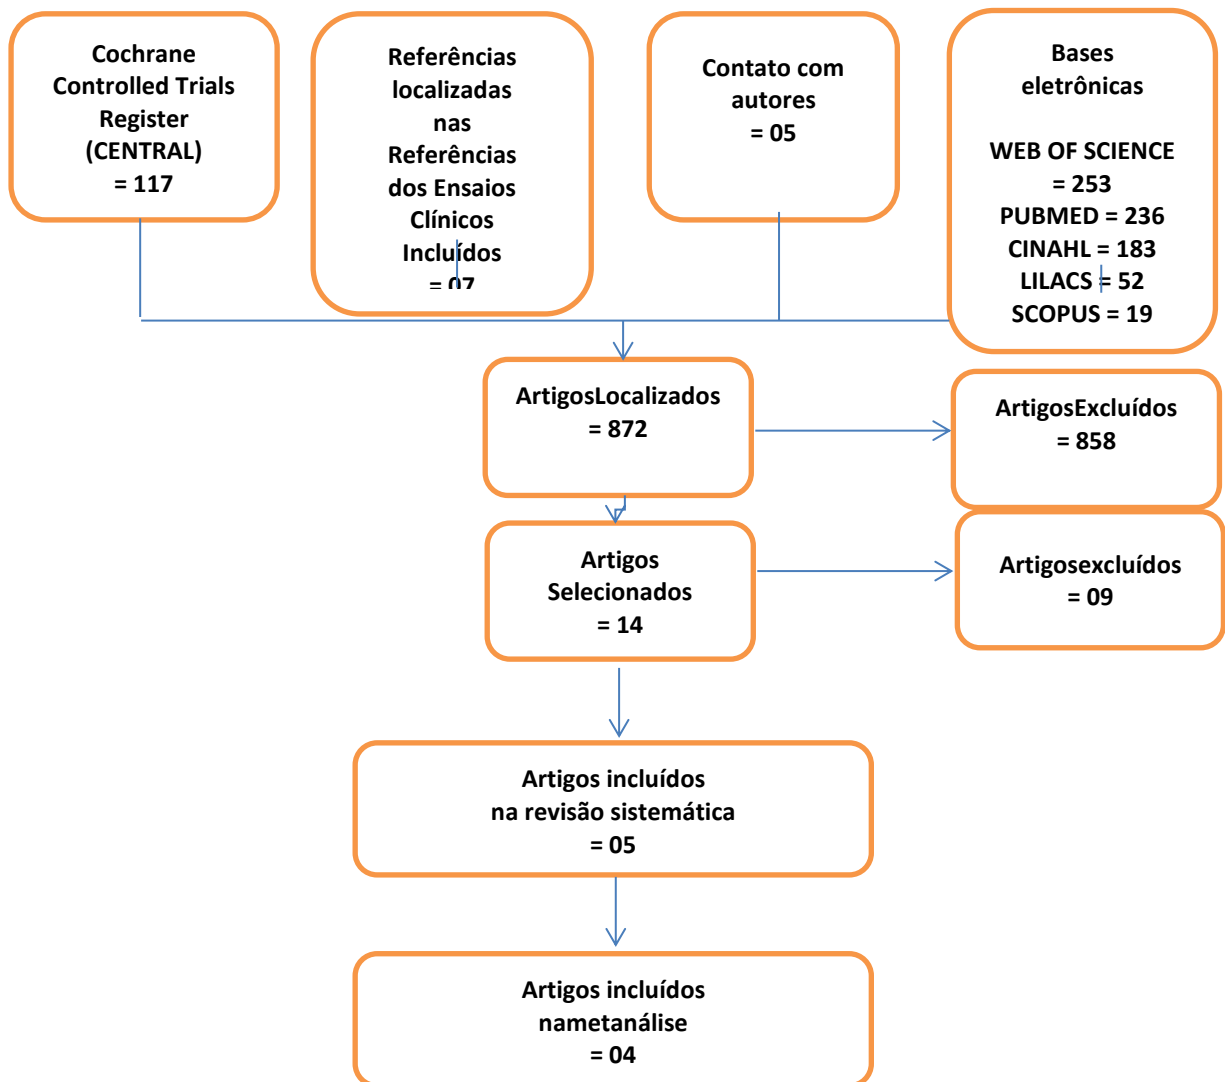 Cochrane
Controlled Trials
Register
(CENTRAL)
= 117
Referências
localizadas
nas
Referências
dos Ensaios
Clínicos
Incluídos
= 07
Contato com
autores
= 05
Bases
eletrônicas
WEB OF SCIENCE
= 253
PUBMED = 236
CINAHL = 183
LILACS = 52
SCOPUS = 19
ArtigosLocalizados
= 872
ArtigosExcluídos
= 858
Artigos
Selecionados
= 14
Artigosexcluídos
= 09
Artigos incluídos
na revisão sistemática
= 05
Artigos incluídos
nametanálise
= 04